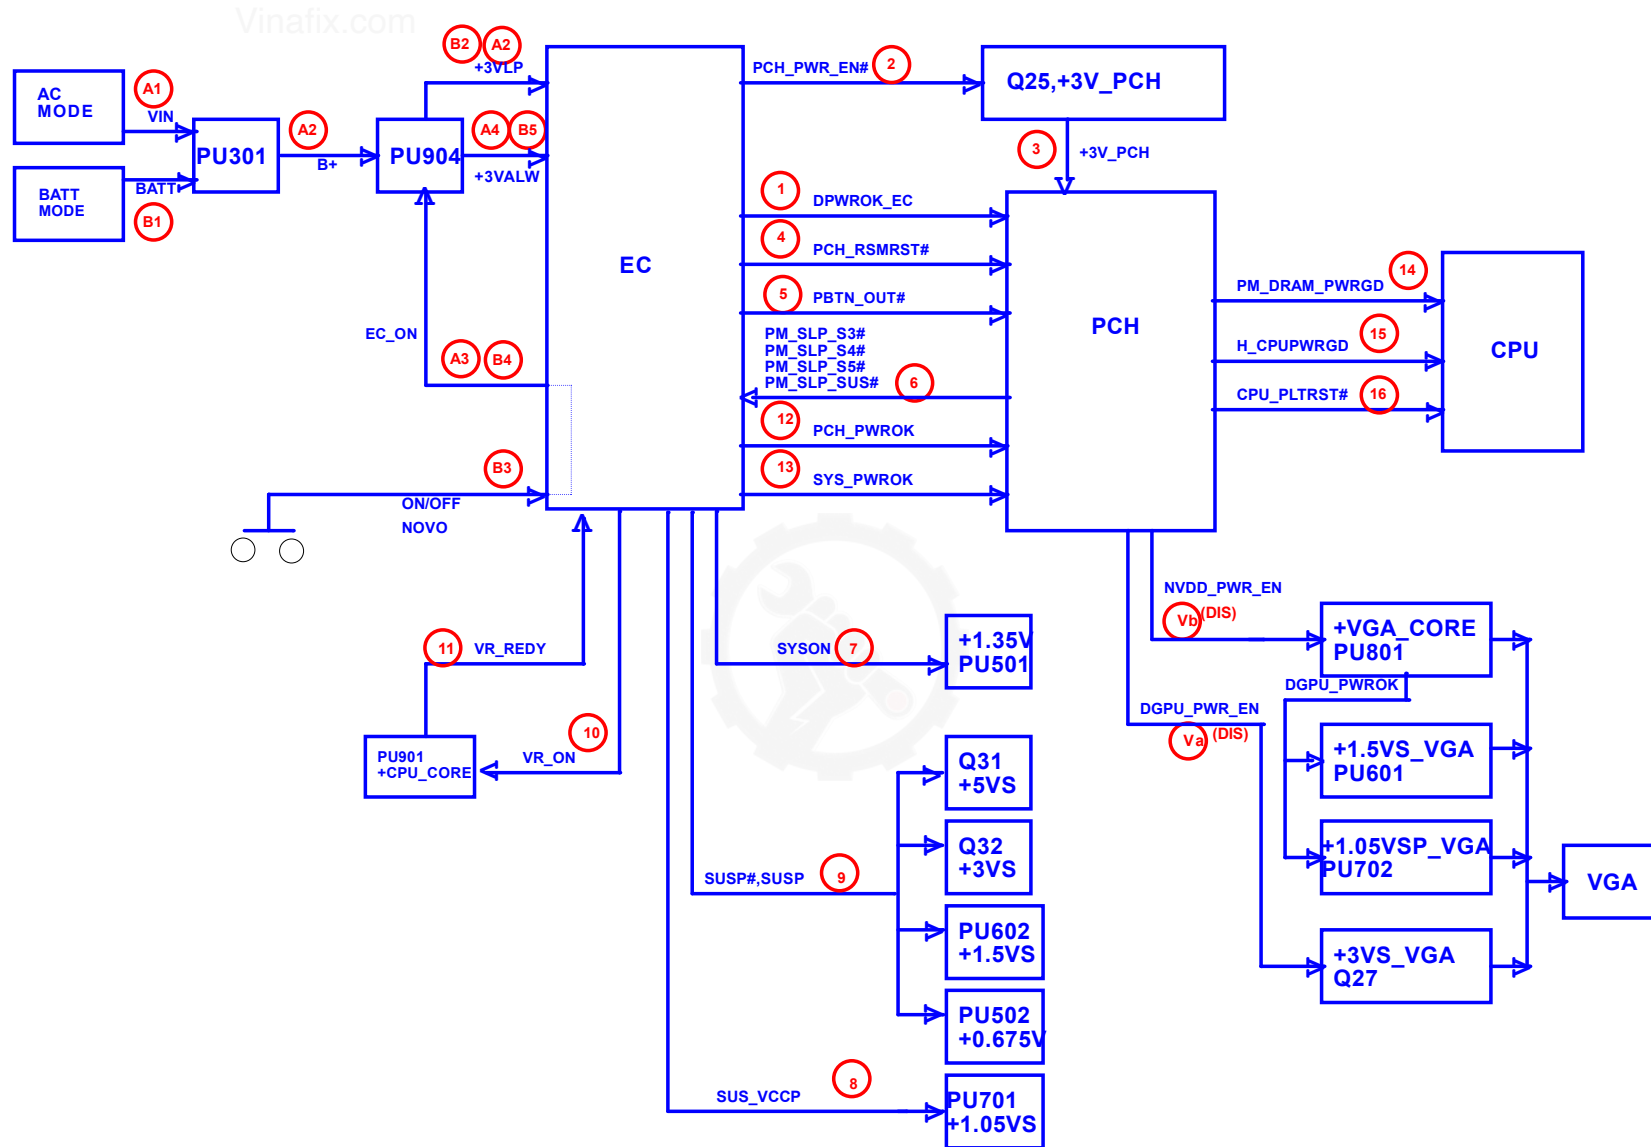 Vinafix.com
B2
A2
+3VLP
AC
MODE
A1
VIN
PU301
A2
B+
PU904
A4
B5
+3VALW
BATT
MODE
BATT
B1
EC_ON
A3
B4
B3
ON/OFF
NOVO
EC
PCH_PWR_EN#
2
Q25,+3V_PCH
3
+3V_PCH
1
DPWROK_EC
4
PCH_RSMRST#
5
PBTN_OUT#
PM_SLP_S3#
PM_SLP_S4#
PM_SLP_S5#
PM_SLP_SUS#
6
12
PCH_PWROK
13
SYS_PWROK
PCH
PM_DRAM_PWRGD
14
H_CPUPWRGD
15
CPU_PLTRST#
16
CPU
11
VR_REDY
10
VR_ON
PU901
+CPU_CORE
SYSON
7
+1.35V
PU501
Q31
+5VS
Q32
+3VS
SUSP#,SUSP
9
PU602
+1.5VS
PU502
+0.675V
SUS_VCCP
8
PU701
+1.05VS
NVDD_PWR_EN
Vb
(DIS)
+VGA_CORE
PU801
DGPU_PWROK
DGPU_PWR_EN
Va
(DIS)
+1.5VS_VGA
PU601
+1.05VSP_VGA
PU702
+3VS_VGA
Q27
VGA